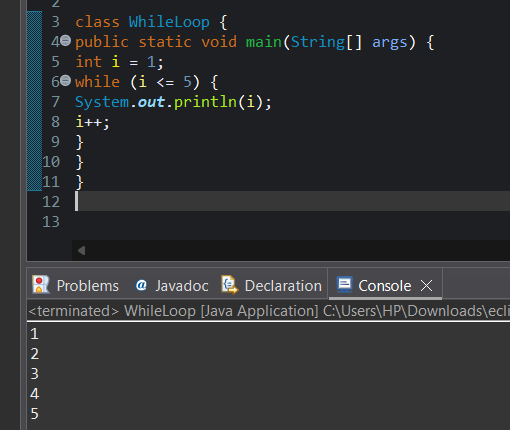 2
3 class WhileLoop {
4 public static void main(String[] args) {
5 int i = 1;
6 while (i <= 5) {
7 System.out.println(i);
8 i++;
9 }
10 }
11 }
12
13
Problems @ Javadoc Declaration Console
<terminated> WhileLoop [Java Application] C:\Users\HP\Downloads\ecli
1
2
3
4
5